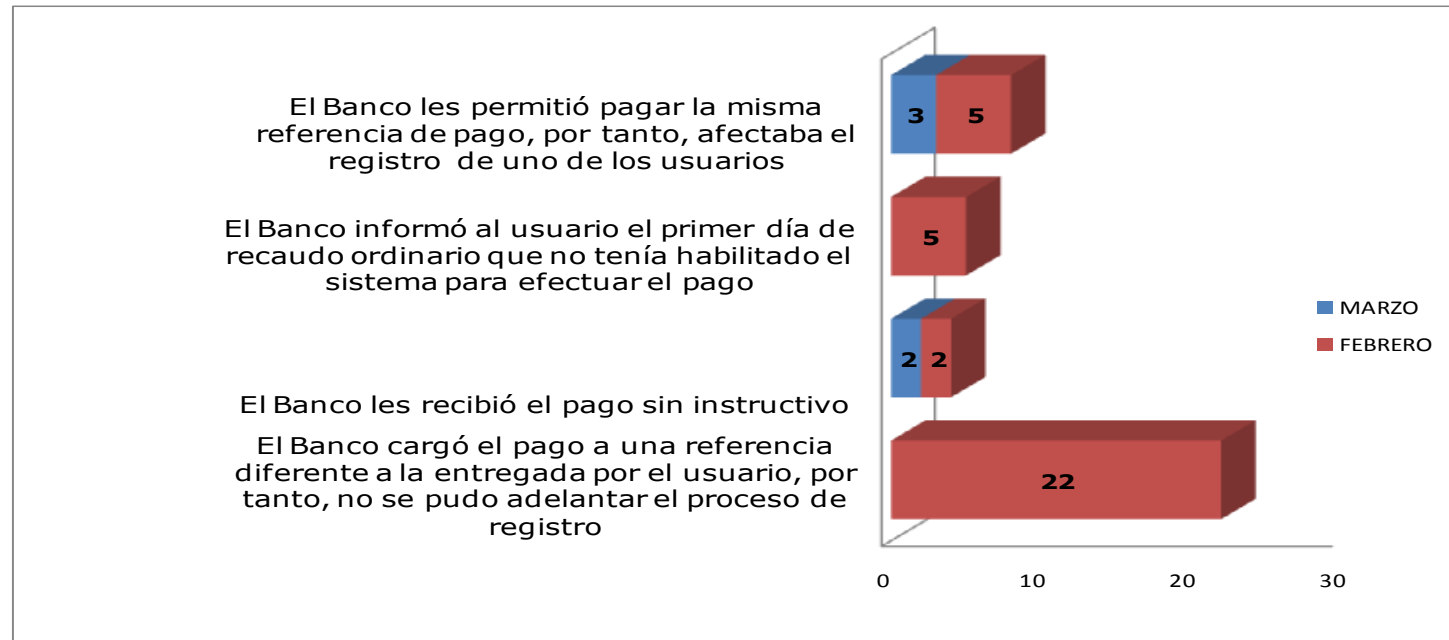 El Banco les permitió pagar la misma
referencia de pago, por tanto, afectaba el
registro de uno de los usuarios
3 5
El Banco informó al usuario el primer día de
recaudo ordinario que no tenía habilitado el
sistema para efectuar el pago
5
El Banco les recibió el pago sin instructivo
2 2
El Banco cargó el pago a una referencia
diferente a la entregada por el usuario, por
tanto, no se pudo adelantar el proceso de
registro
22
0 10 20 30
MARZO
FEBRERO